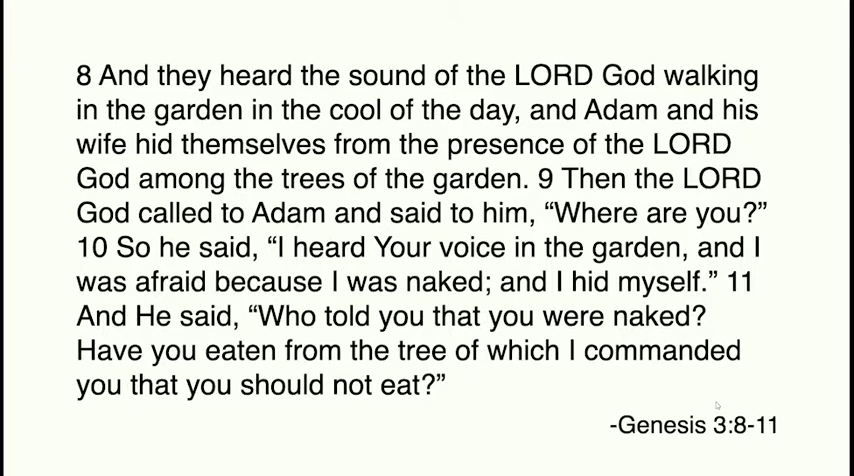 8 And they heard the sound of the LORD God walking
in the garden in the cool of the day, and Adam and his
wife hid themselves from the presence of the LORD
God among the trees of the garden. 9 Then the LORD
God called to Adam and said to him, “Where are you?”
10 So he said, “I heard Your voice in the garden, and I
was afraid because I was naked; and I hid myself.” 11
And He said, “Who told you that you were naked?
Have you eaten from the tree of which I commanded
you that you should not eat?”
-Genesis 3:8-11